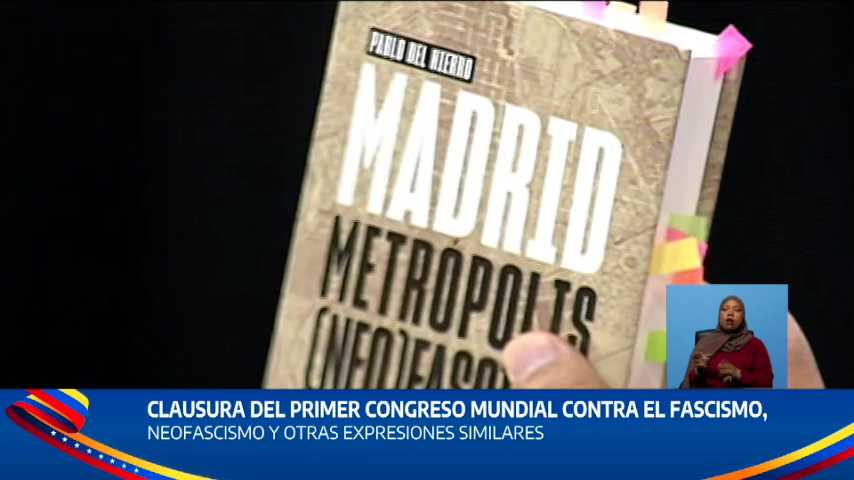 PABLO DEL HIERRO
MADRID
METRÓPOLIS
CLAUSURA DEL PRIMER CONGRESO MUNDIAL CONTRA EL FASCISMO,
NEOFASCISMO Y OTRAS EXPRESIONES SIMILARES